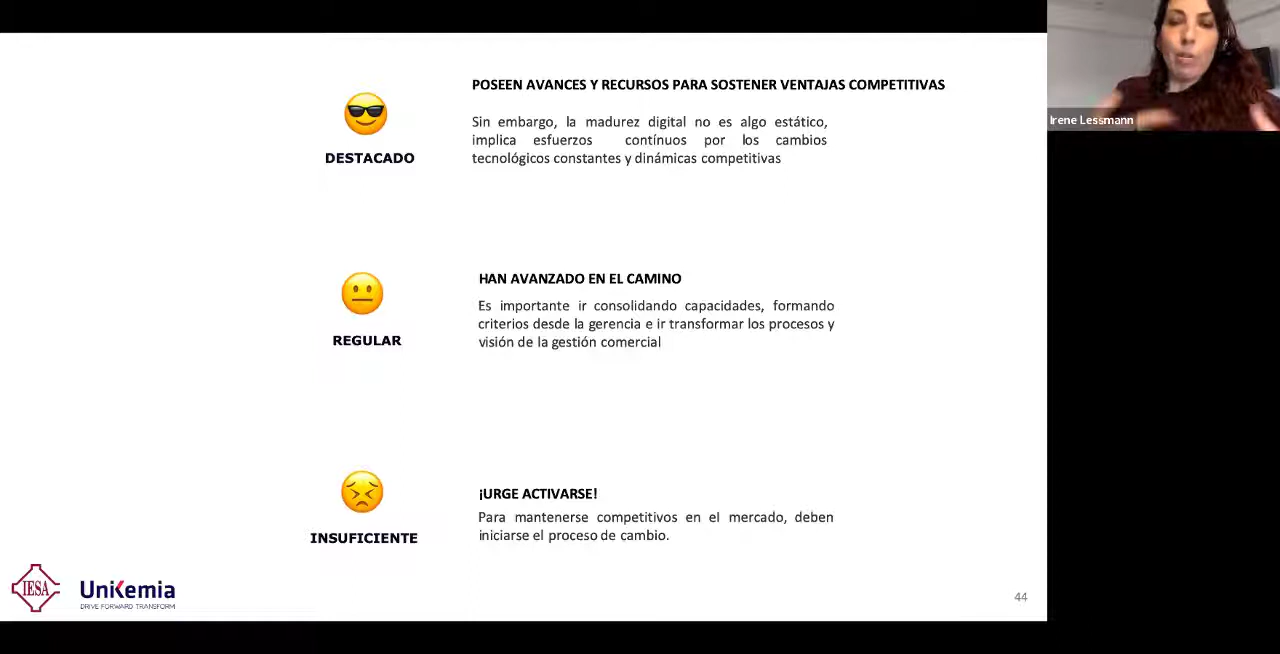 POSEEN AVANCES Y RECURSOS PARA SOSTENER VENTAJAS COMPETITIVAS
Sin embargo, la madurez digital no es algo estático,
implica esfuerzos contínuos por los cambios
tecnológicos constantes y dinámicas competitivas
DESTACADO
Irene Lessmann
HAN AVANZADO EN EL CAMINO
Es importante ir consolidando capacidades, formando
criterios desde la gerencia e ir transformar los procesos y
visión de la gestión comercial
REGULAR
¡URGE ACTIVARSE!
Para mantenerse competitivos en el mercado, deben
iniciarse el proceso de cambio.
INSUFICIENTE
IESA
UniKemia
DRIVE FORWARD TRANSFORM
44